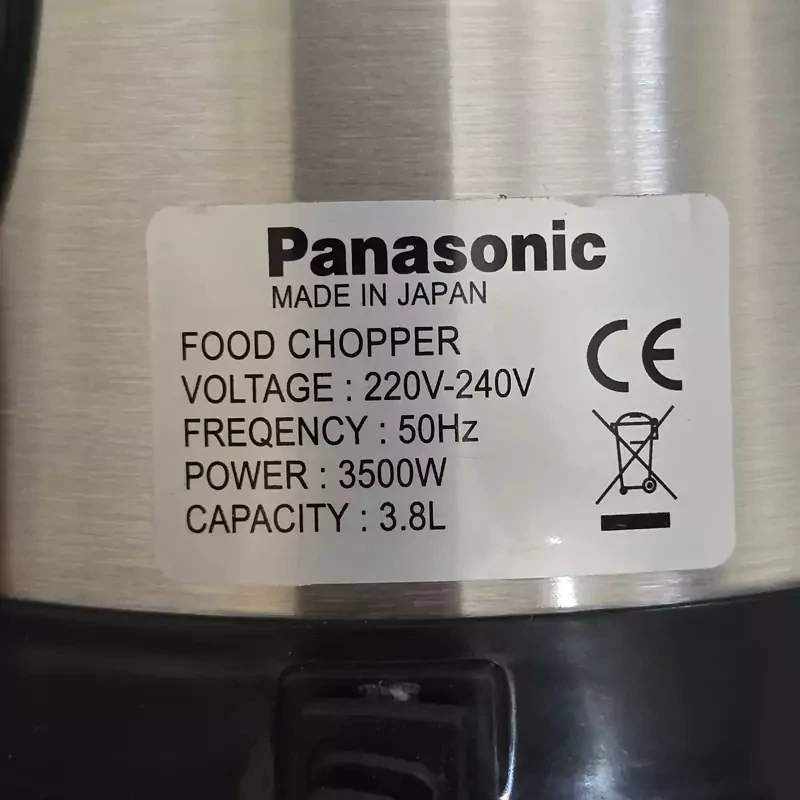 Panasonic
MADE IN JAPAN
FOOD CHOPPER
VOLTAGE : 220V-240V
FREQENCY : 50Hz
POWER : 3500W
CAPACITY : 3.8L
CE